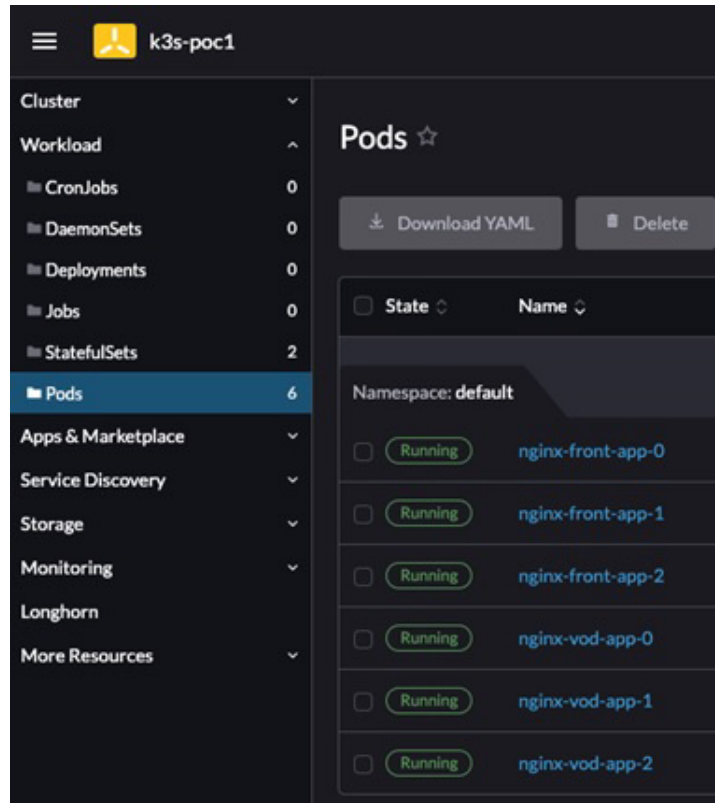 k3s-poc1
Cluster
Workload
CronJobs 0
DaemonSets 0
Deployments 0
Jobs 0
StatefulSets 2
Pods 6
Apps & Marketplace
Service Discovery
Storage
Monitoring
Longhorn
More Resources
Pods
Download YAML Delete
State Name
Namespace: default
Running nginx-front-app-0
Running nginx-front-app-1
Running nginx-front-app-2
Running nginx-vod-app-0
Running nginx-vod-app-1
Running nginx-vod-app-2